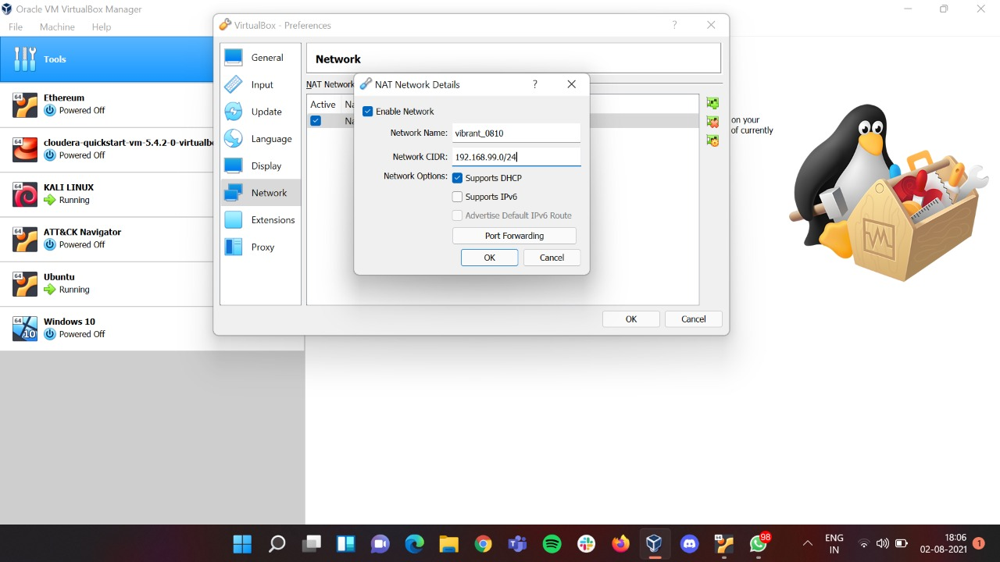 Oracle VM VirtualBox Manager
File Machine Help
Tools
64
Ethereum
Powered Off
64
cloudera-quickstart-vm-5.4.2-0-virtualb
Powered Off
64
KALI LINUX
Running
64
ATT&CK Navigator
Powered Off
64
Ubuntu
Running
64
10
Windows 10
Powered Off
VirtualBox - Preferences
?
General
Input
Update
Language
Display
Network
Extensions
Proxy
Network
NAT Network
Active Na
Na
NAT Network Details
?
Enable Network
Network Name: vibrant_0810
Network CIDR: 192.168.99.0/24
Network Options: Supports DHCP
Supports IPv6
Advertise Default IPv6 Route
Port Forwarding
OK Cancel
OK Cancel
on your
of currently
64
98
ENG
IN
18:06
02-08-2021
1